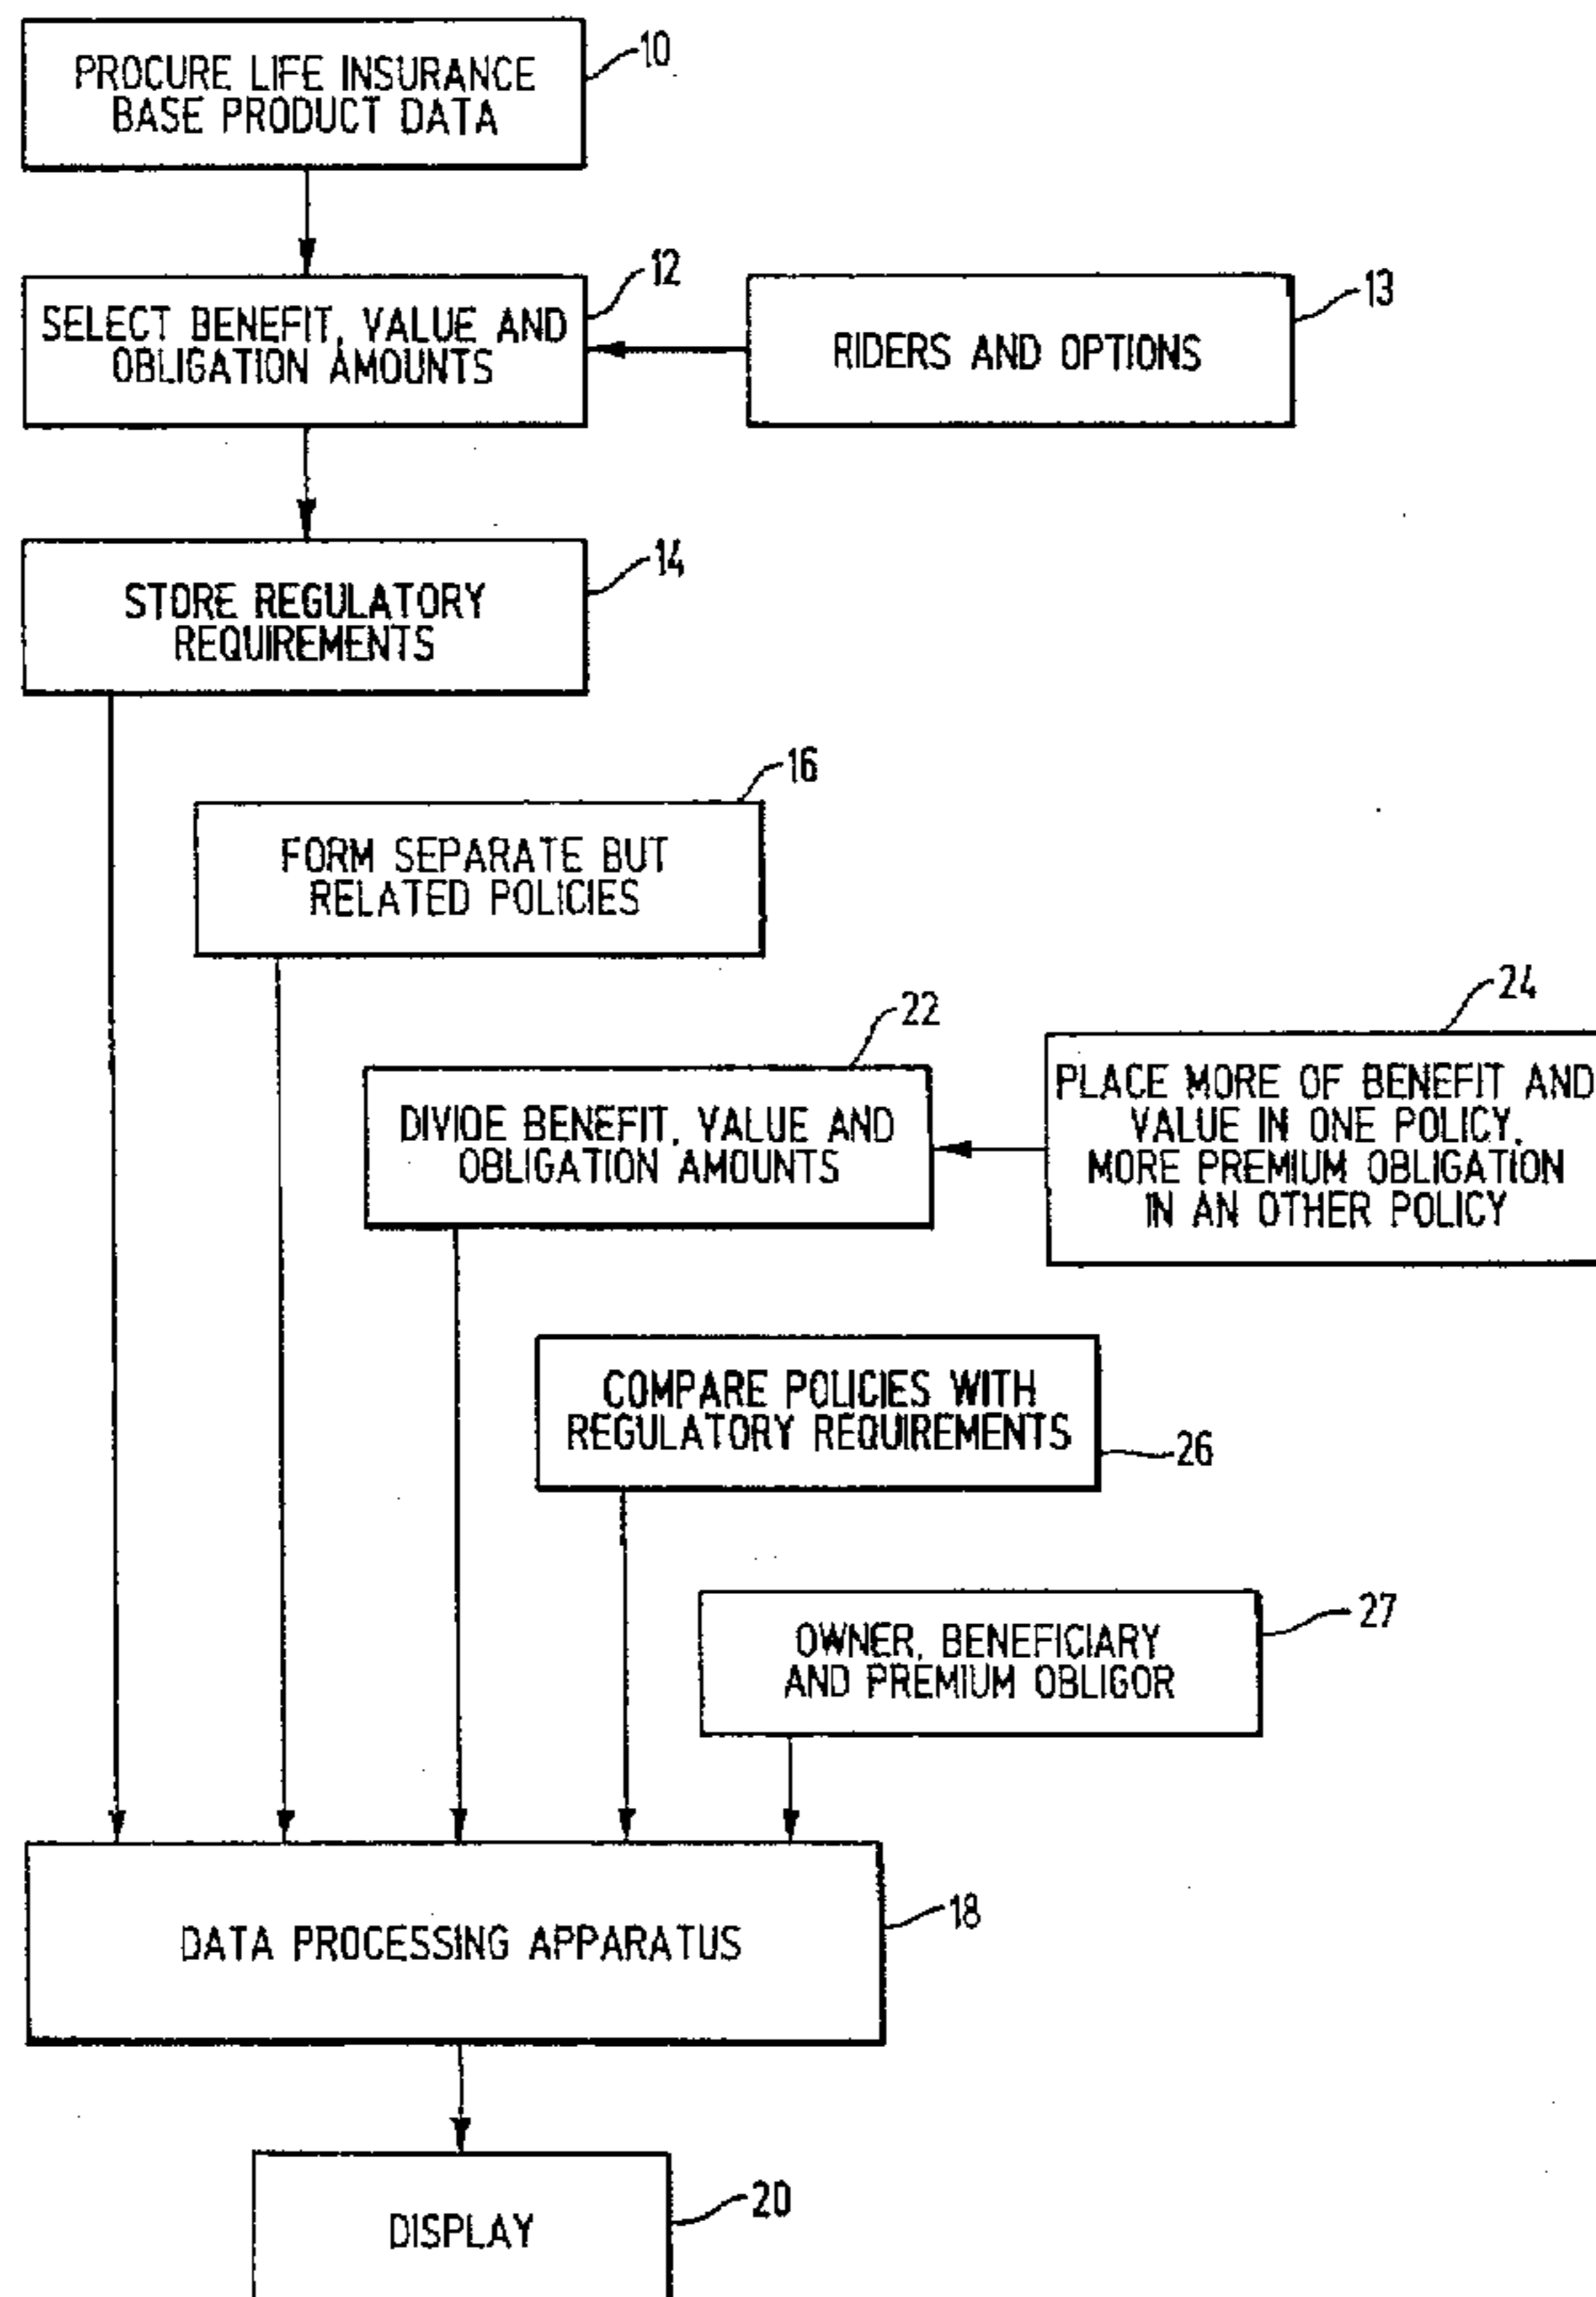 PROCURE LIFE INSURANCE
BASE PRODUCT DATA
10
SELECT BENEFIT, VALUE AND
OBLIGATION AMOUNTS
12
RIDERS AND OPTIONS
13
STORE REGULATORY
REQUIREMENTS
14
FORM SEPARATE BUT
RELATED POLICIES
16
DIVIDE BENEFIT, VALUE AND
OBLIGATION AMOUNTS
22
PLACE MORE OF BENEFIT AND
VALUE IN ONE POLICY,
MORE PREMIUM OBLIGATION
IN AN OTHER POLICY
24
COMPARE POLICIES WITH
REGULATORY REQUIREMENTS
26
OWNER, BENEFICIARY
AND PREMIUM OBLIGOR
27
DATA PROCESSING APPARATUS
18
DISPLAY
20